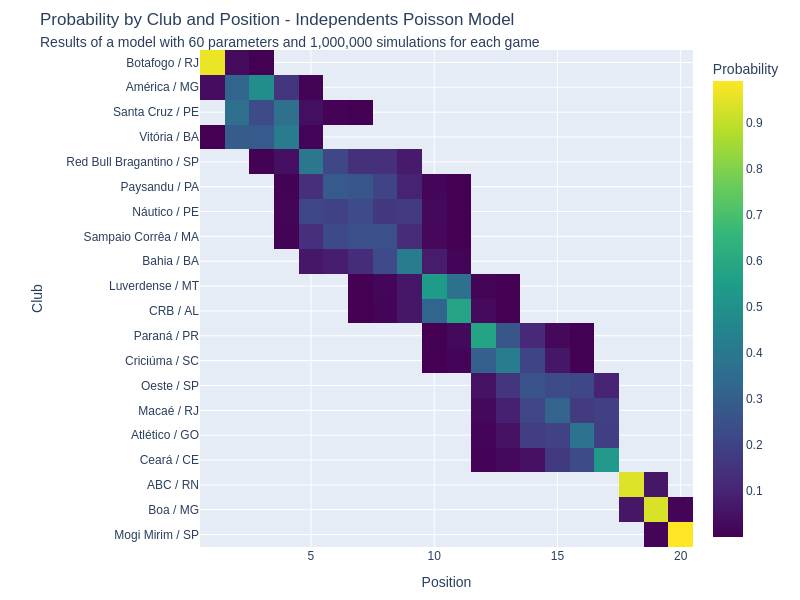 Probability by Club and Position - Independents Poisson Model
Results of a model with 60 parameters and 1,000,000 simulations for each game
Probability
Club
Botafogo / RJ
América / MG
Santa Cruz / PE
Vitória / BA
Red Bull Bragantino / SP
Paysandu / PA
Náutico / PE
Sampaio Corrêa / MA
Bahia / BA
Luverdense / MT
CRB / AL
Paraná / PR
Criciúma / SC
Oeste / SP
Macaé / RJ
Atlético / GO
Ceará / CE
ABC / RN
Boa / MG
Mogi Mirim / SP
0.9
0.8
0.7
0.6
0.5
0.4
0.3
0.2
0.1
5
10
15
20
Position